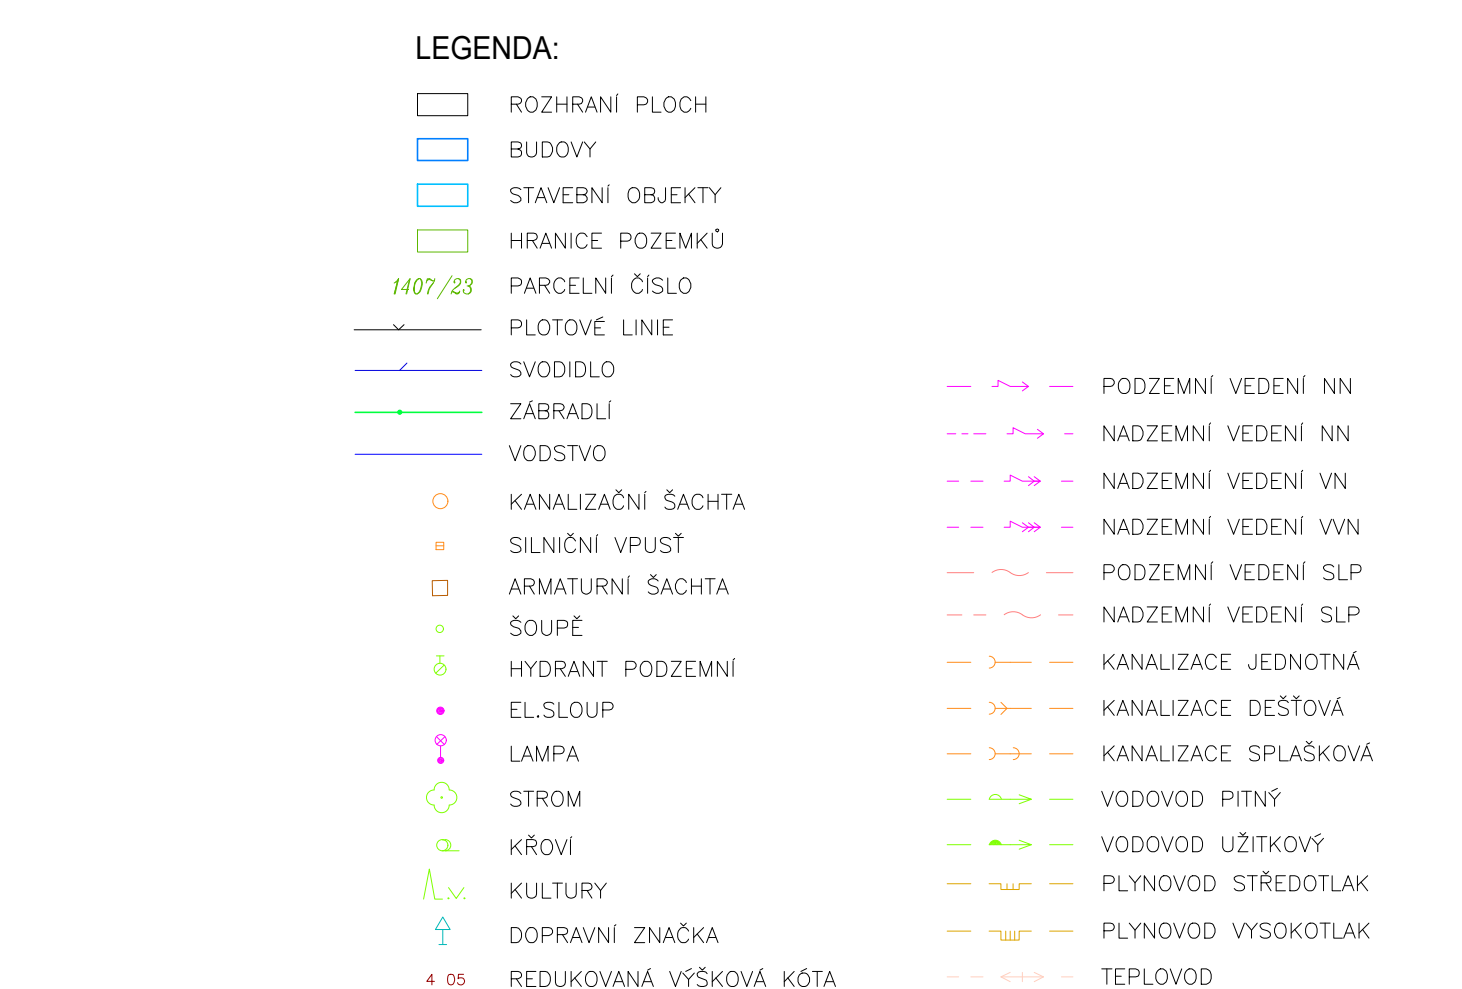 LEGENDA:
ROZHRANÍ PLOCH
BUDOVY
STAVEBNÍ OBJEKTY
HRANICE POZEMKŮ
1407/23 PARCELNÍ ČÍSLO
PLOTOVÉ LINIE
SVODIDLO
ZÁBRADLÍ
VODSTVO
KANALIZAČNÍ ŠACHTA
SILNIČNÍ VPUSŤ
ARMATURNÍ ŠACHTA
ŠOUPĚ
HYDRANT PODZEMNÍ
EL.SLOUP
LAMPA
STROM
KŘOVÍ
KULTURY
DOPRAVNÍ ZNAČKA
4 05 REDUKOVANÁ VÝŠKOVÁ KÓTA
PODZEMNÍ VEDENÍ NN
NADZEMNÍ VEDENÍ NN
NADZEMNÍ VEDENÍ VN
NADZEMNÍ VEDENÍ VVN
PODZEMNÍ VEDENÍ SLP
NADZEMNÍ VEDENÍ SLP
KANALIZACE JEDNOTNÁ
KANALIZACE DEŠŤOVÁ
KANALIZACE SPLAŠKOVÁ
VODOVOD PITNÝ
VODOVOD UŽITKOVÝ
PLYNOVOD STŘEDOTLAK
PLYNOVOD VYSOKOTLAK
TEPLOVOD